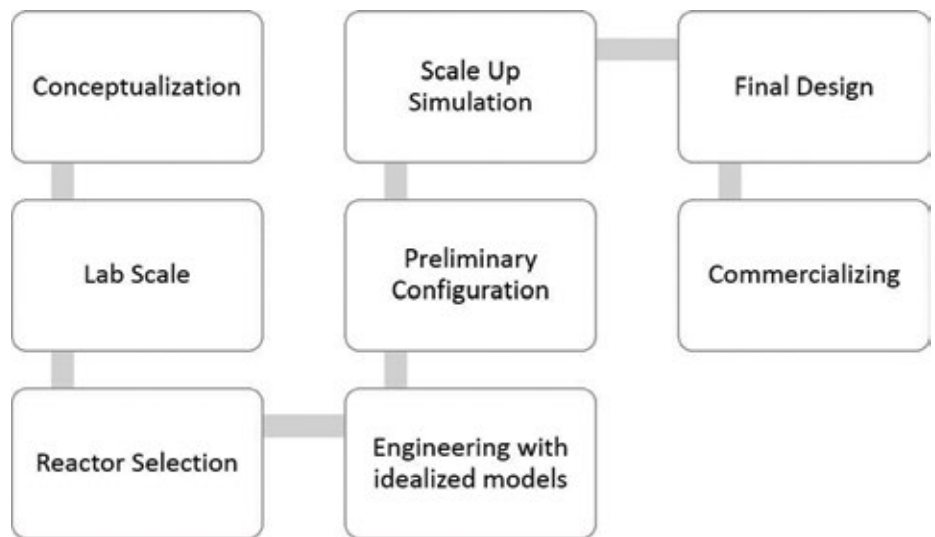 Conceptualization
Lab Scale
Reactor Selection
Engineering with
idealized models
Preliminary
Configuration
Scale Up
Simulation
Final Design
Commercializing